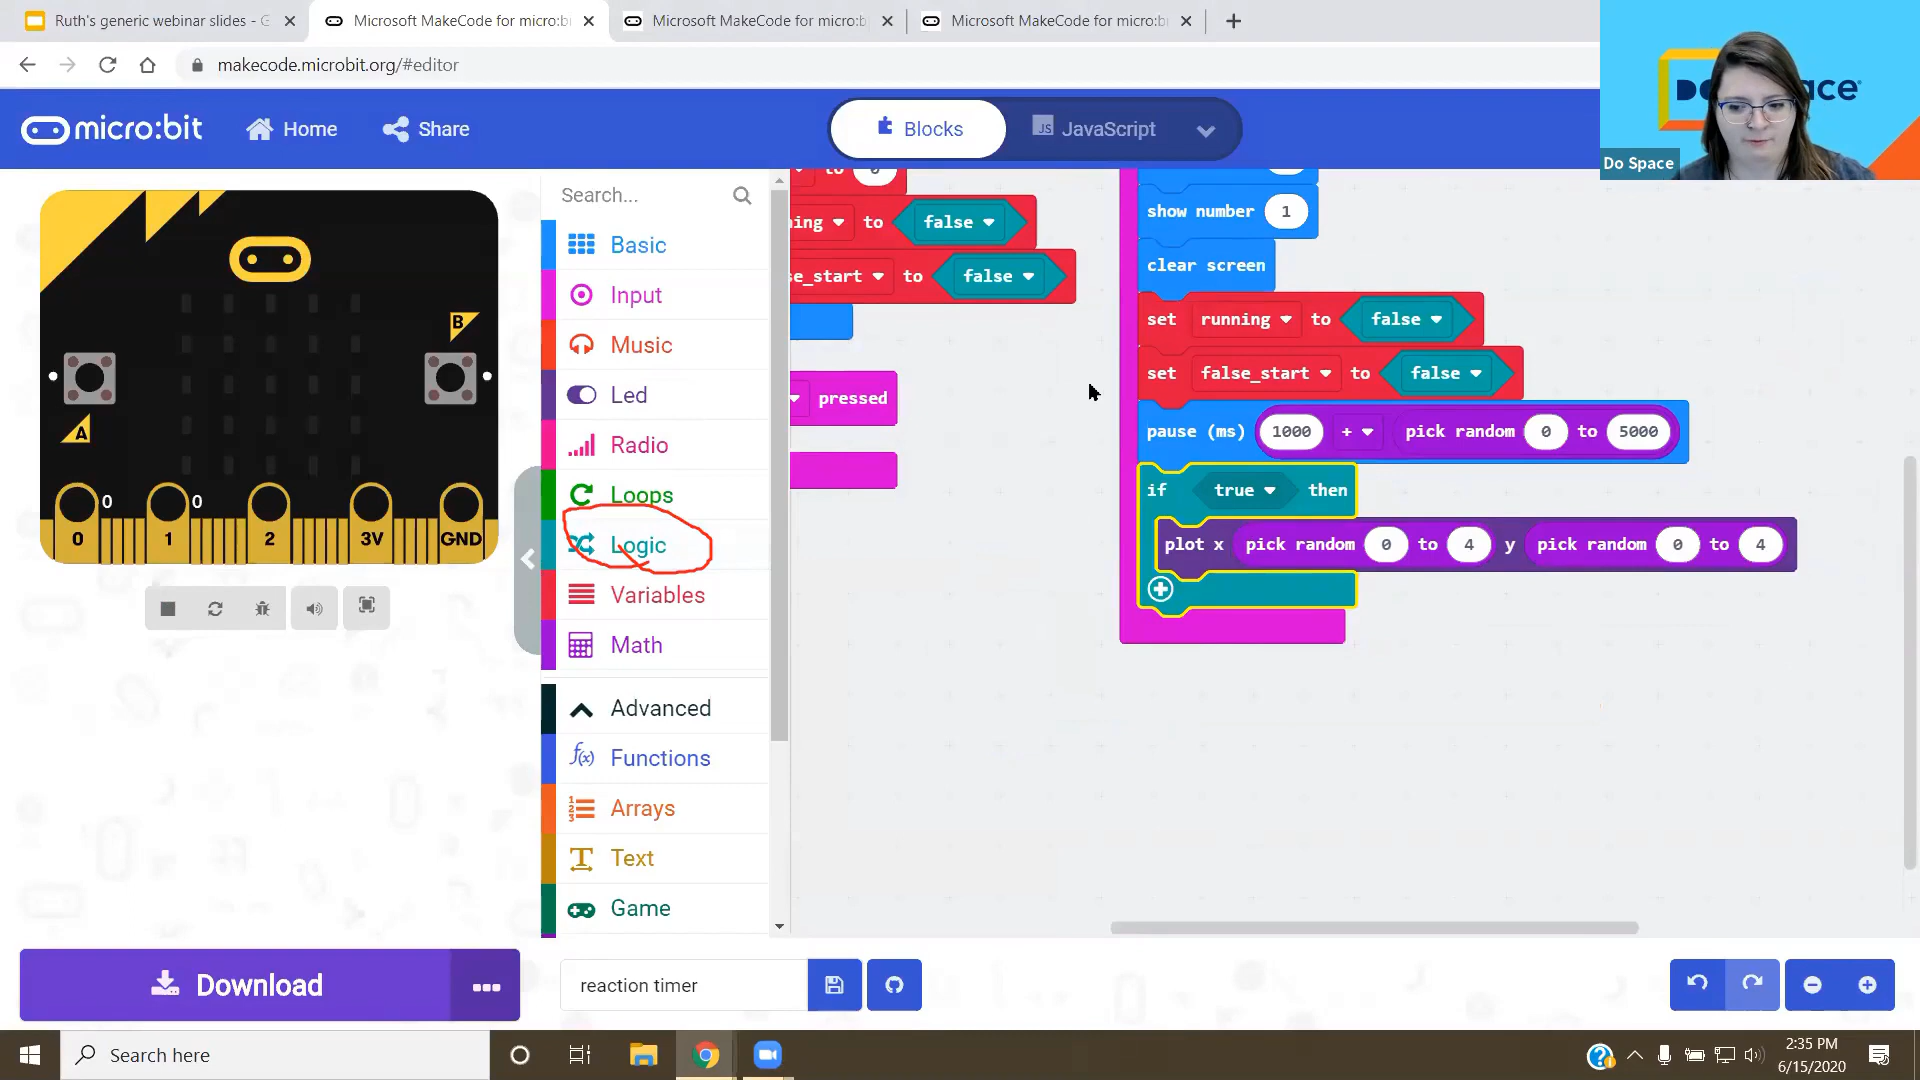 Ruth's generic webinar slides - G
Microsoft MakeCode for micro:b
Microsoft MakeCode for micro:b
Microsoft MakeCode for micro:b
makecode.microbit.org/#editor
micro:bit
Home
Share
Blocks
JS JavaScript
Do Space
Search...
Basic
Input
Music
Led
Radio
Loops
Logic
Variables
Math
Advanced
Functions
Arrays
Text
Game
B
A
0 0
0 1 2 3V GND
to 0
ning to false
se_start to false
pressed
show number 1
clear screen
set running to false
set false_start to false
pause (ms) 1000 + pick random 0 to 5000
if true then
plot x pick random 0 to 4 y pick random 0 to 4
Download
reaction timer
Search here
2:35 PM
6/15/2020